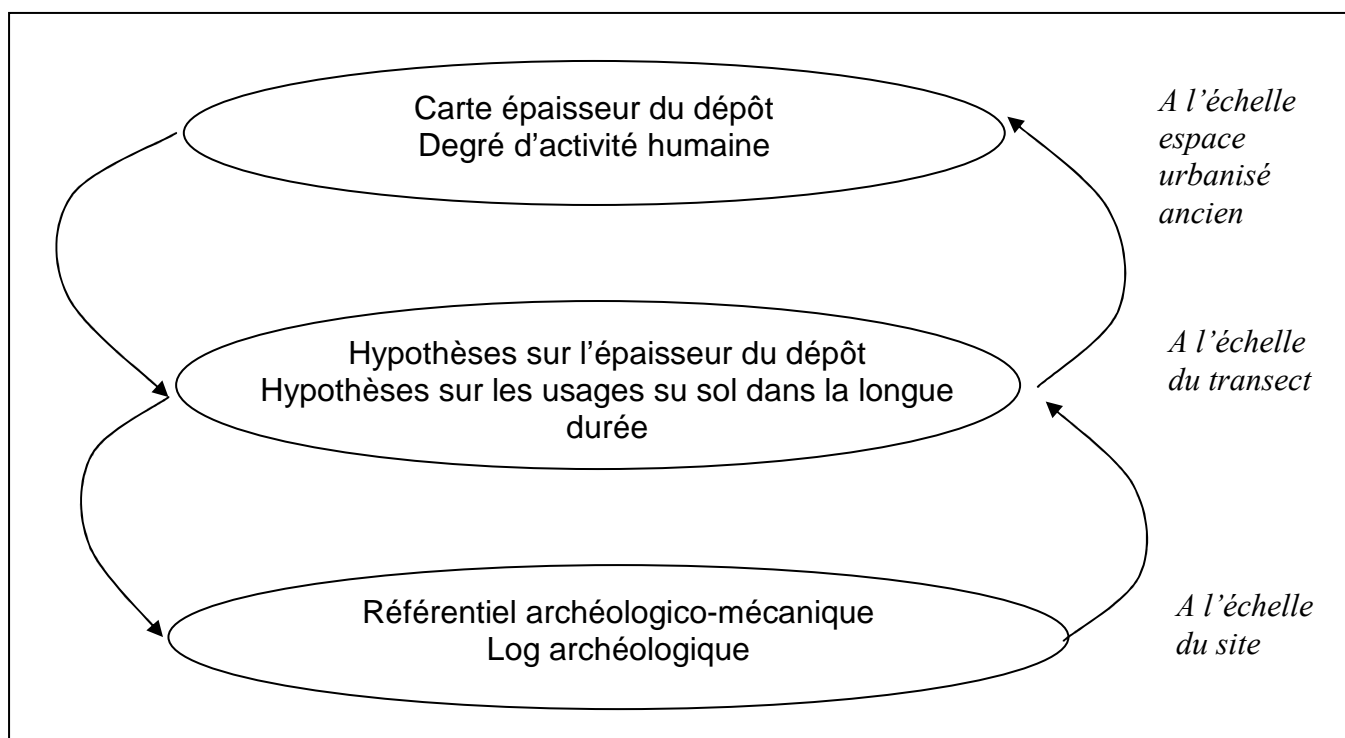 Carte épaisseur du dépôt
Degré d'activité humaine
A l'échelle
espace
urbanisé
ancien
Hypothèses sur l'épaisseur du dépôt
Hypothèses sur les usages su sol dans la longue
durée
A l'échelle
du transect
Référentiel archéologico-mécanique
Log archéologique
A l'échelle
du site